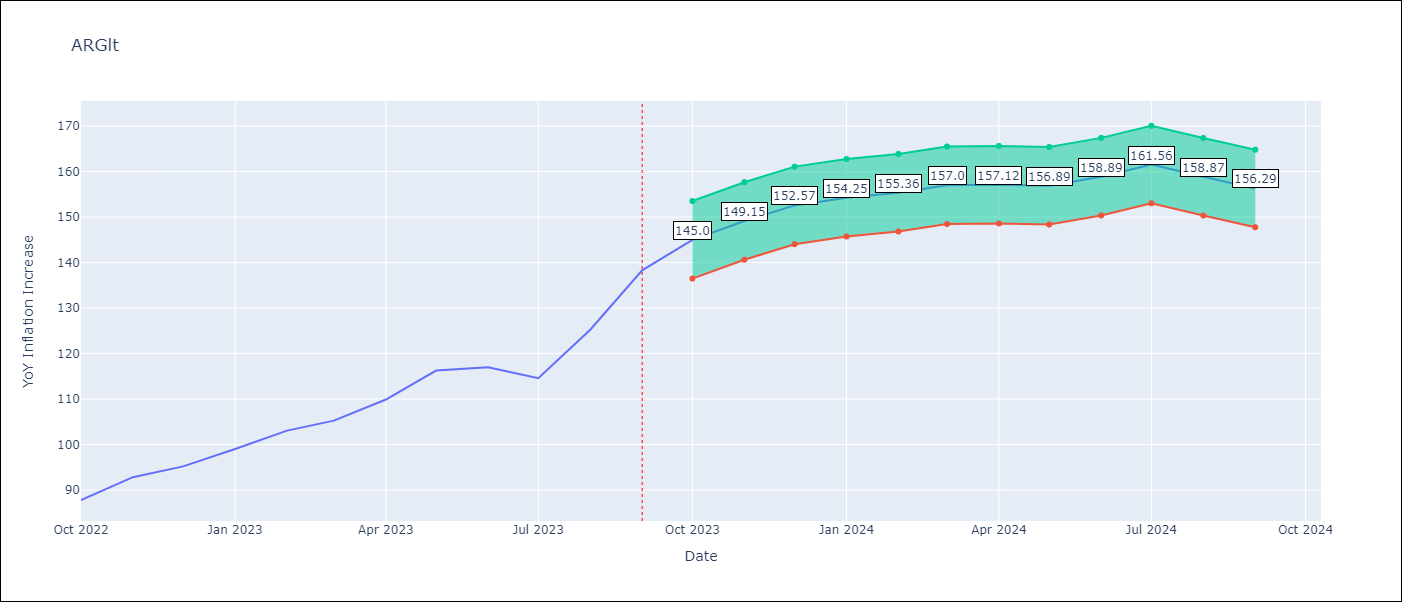 ARGlt
YoY Inflation Increase
170
160
150
140
130
120
110
100
90
145.0
149.15
152.57
154.25
155.36
157.0
157.12
156.89
158.89
161.56
158.87
156.29
Oct 2022
Jan 2023
Apr 2023
Jul 2023
Oct 2023
Jan 2024
Apr 2024
Jul 2024
Oct 2024
Date